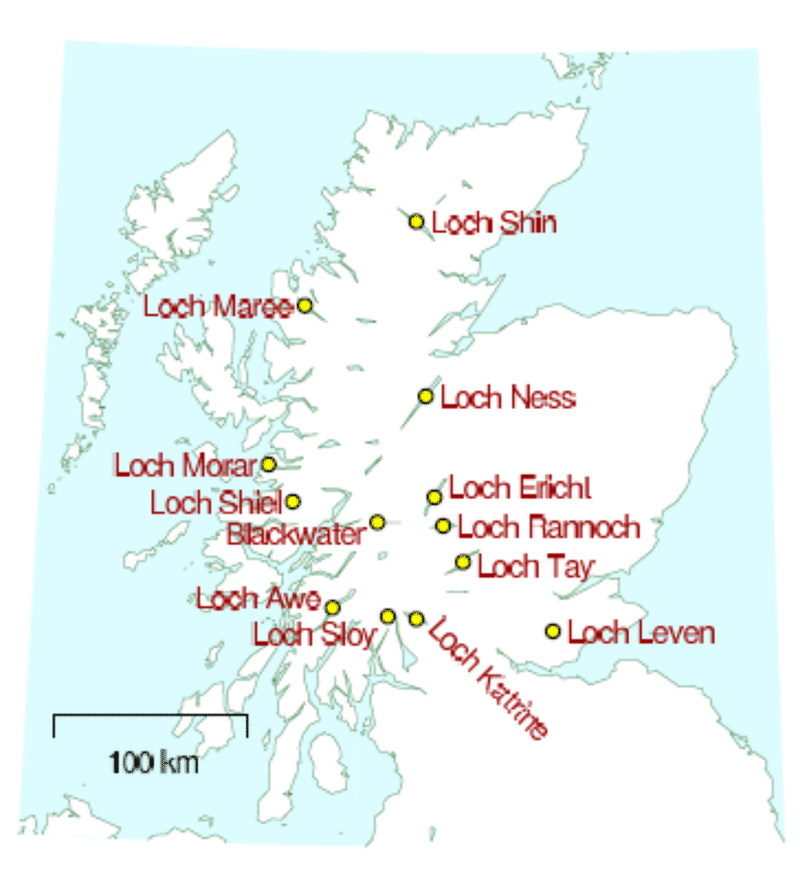 Loch Shin
Loch Maree
Loch Ness
Loch Morar
Loch Ericht
Loch Shiel
Loch Rannoch
Blackwater
Loch Tay
Loch Awe
Loch Sloy
Loch Leven
Loch Katrine
100 km